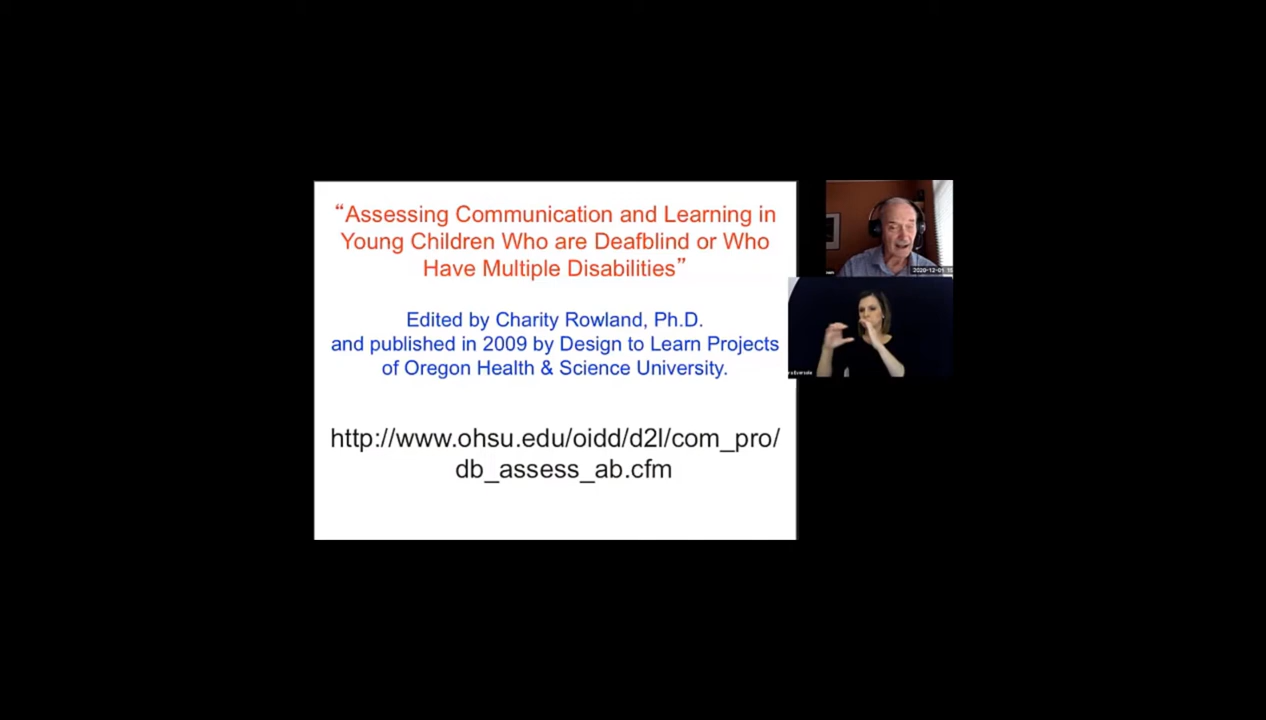 “Assessing Communication and Learning in
Young Children Who are Deafblind or Who
Have Multiple Disabilities”
Edited by Charity Rowland, Ph.D.
and published in 2009 by Design to Learn Projects
of Oregon Health & Science University.
http://www.ohsu.edu/oidd/d2l/com_pro/
db_assess_ab.cfm